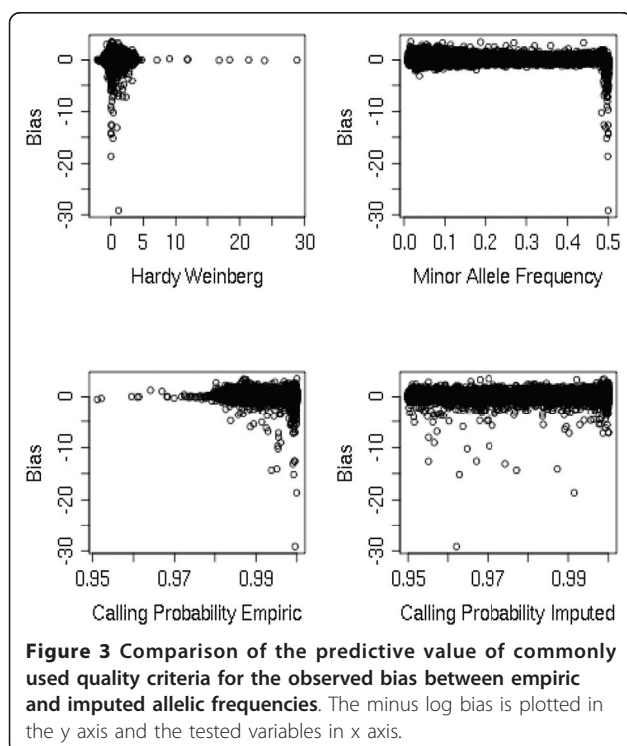 0
-10
-20
-30
Bias
0 5 10 15 20 25 30
Hardy Weinberg
0
-10
-20
-30
Bias
0.0 0.1 0.2 0.3 0.4 0.5
Minor Allele Frequency
0
-10
-20
-30
Bias
0.95 0.97 0.99
Calling Probability Empiric
0
-10
-20
-30
Bias
0.95 0.97 0.99
Calling Probability Imputed
Figure 3 Comparison of the predictive value of commonly
used quality criteria for the observed bias between empiric
and imputed allelic frequencies. The minus log bias is plotted in
the y axis and the tested variables in x axis.